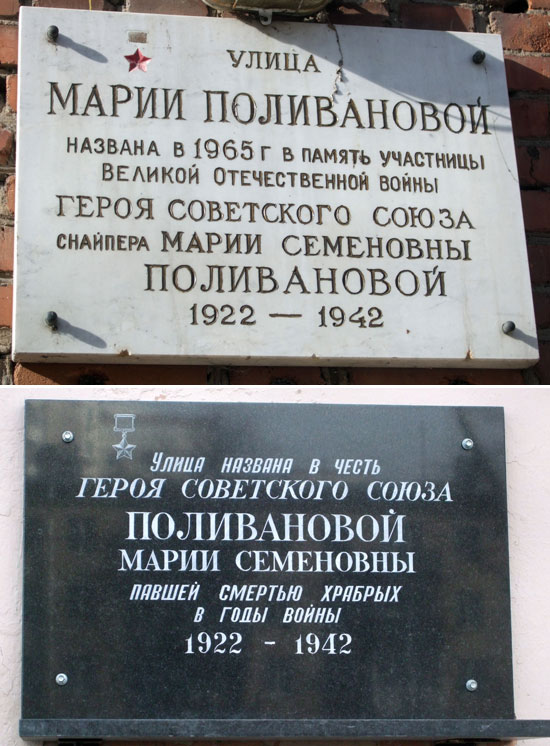 УЛИЦА
МАРИИ ПОЛИВАНОВОЙ
НАЗВАНА В 1965 Г В ПАМЯТЬ УЧАСТНИЦЫ
ВЕЛИКОЙ ОТЕЧЕСТВЕННОЙ ВОЙНЫ
ГЕРОЯ СОВЕТСКОГО СОЮЗА
СНАЙПЕРА МАРИИ СЕМЕНОВНЫ
ПОЛИВАНОВОЙ
1922 — 1942
Улица НАЗВАНА В ЧЕСТЬ
ГЕРОЯ СОВЕТСКОГО СОЮЗА
ПОЛИВАНОВОЙ
МАРИИ СЕМЕНОВНЫ
ПАВШЕЙ СМЕРТЬЮ ХРАБРЫХ
В ГОДЫ ВОЙНЫ
1922 - 1942